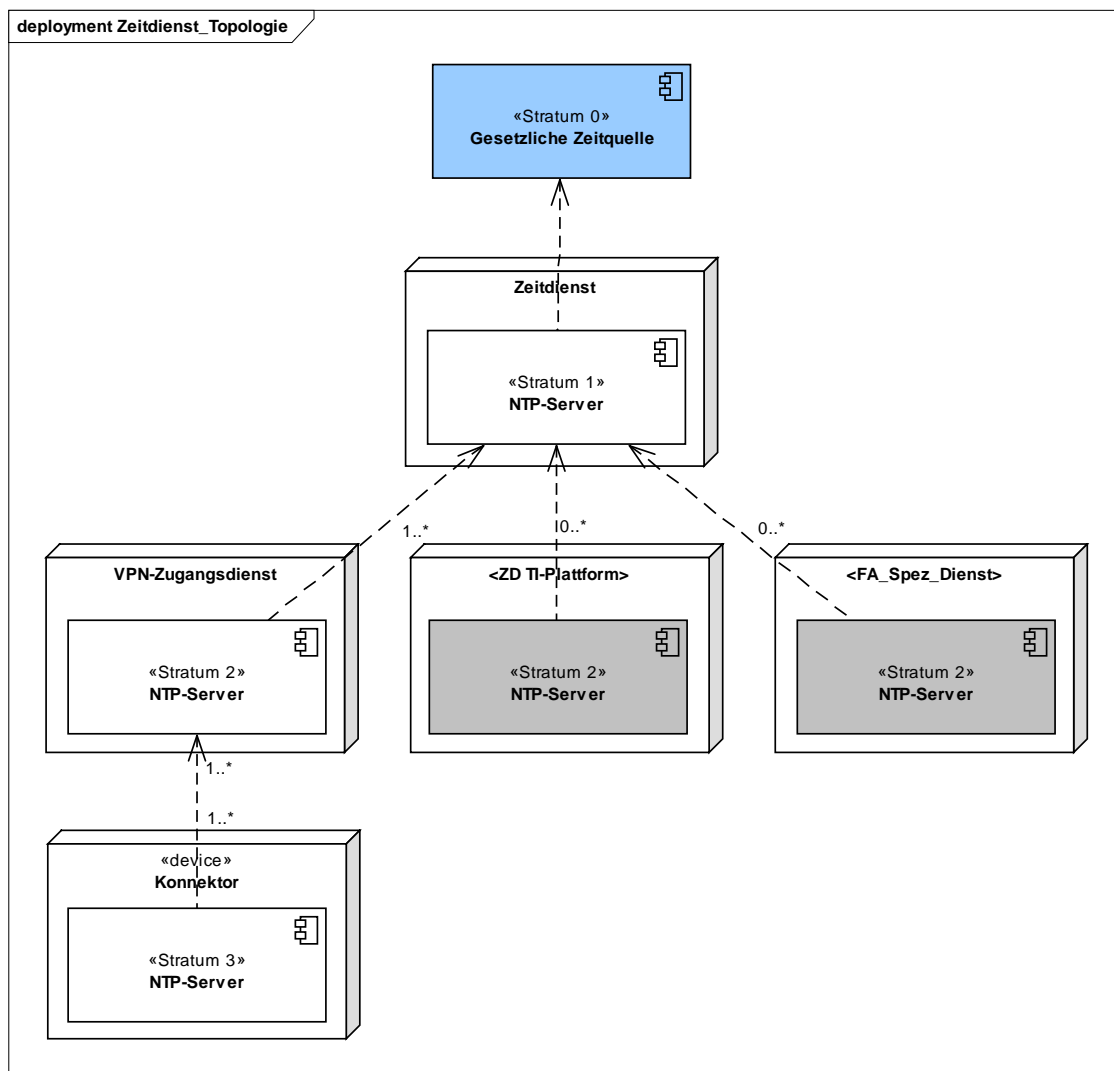 deployment Zeitdienst_Topologie
«Stratum 0»
Gesetzliche Zeitquelle
Zeitdienst
«Stratum 1»
NTP-Server
1..*
0..*
0..*
VPN-Zugangsdienst
<ZD TI-Plattform>
<FA_Spez_Dienst>
«Stratum 2»
NTP-Server
«Stratum 2»
NTP-Server
«Stratum 2»
NTP-Server
1..*
1..*
«device»
Konnektor
«Stratum 3»
NTP-Server